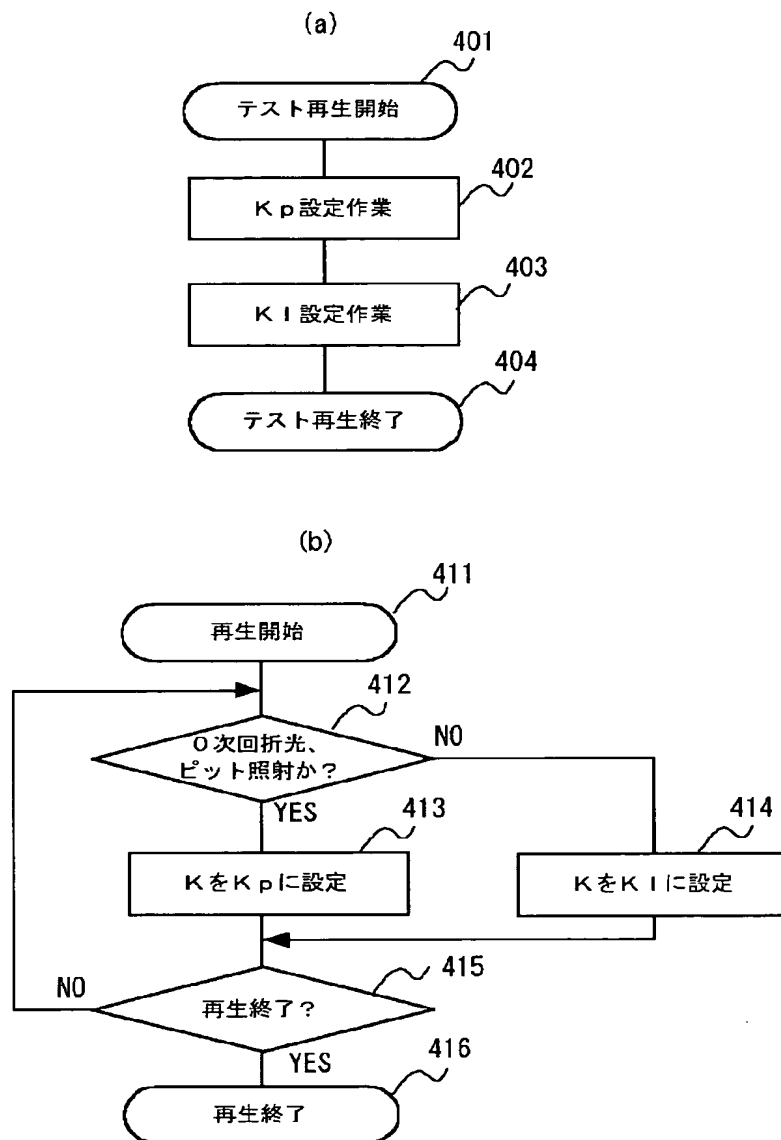 (a)
401
テスト再生開始
402
Kp設定作業
403
Kl設定作業
404
テスト再生終了
(b)
411
再生開始
412
0次回折光、
ピット照射か?
NO
YES
413
KをKpに設定
414
KをKlに設定
415
再生終了?
NO
YES
416
再生終了